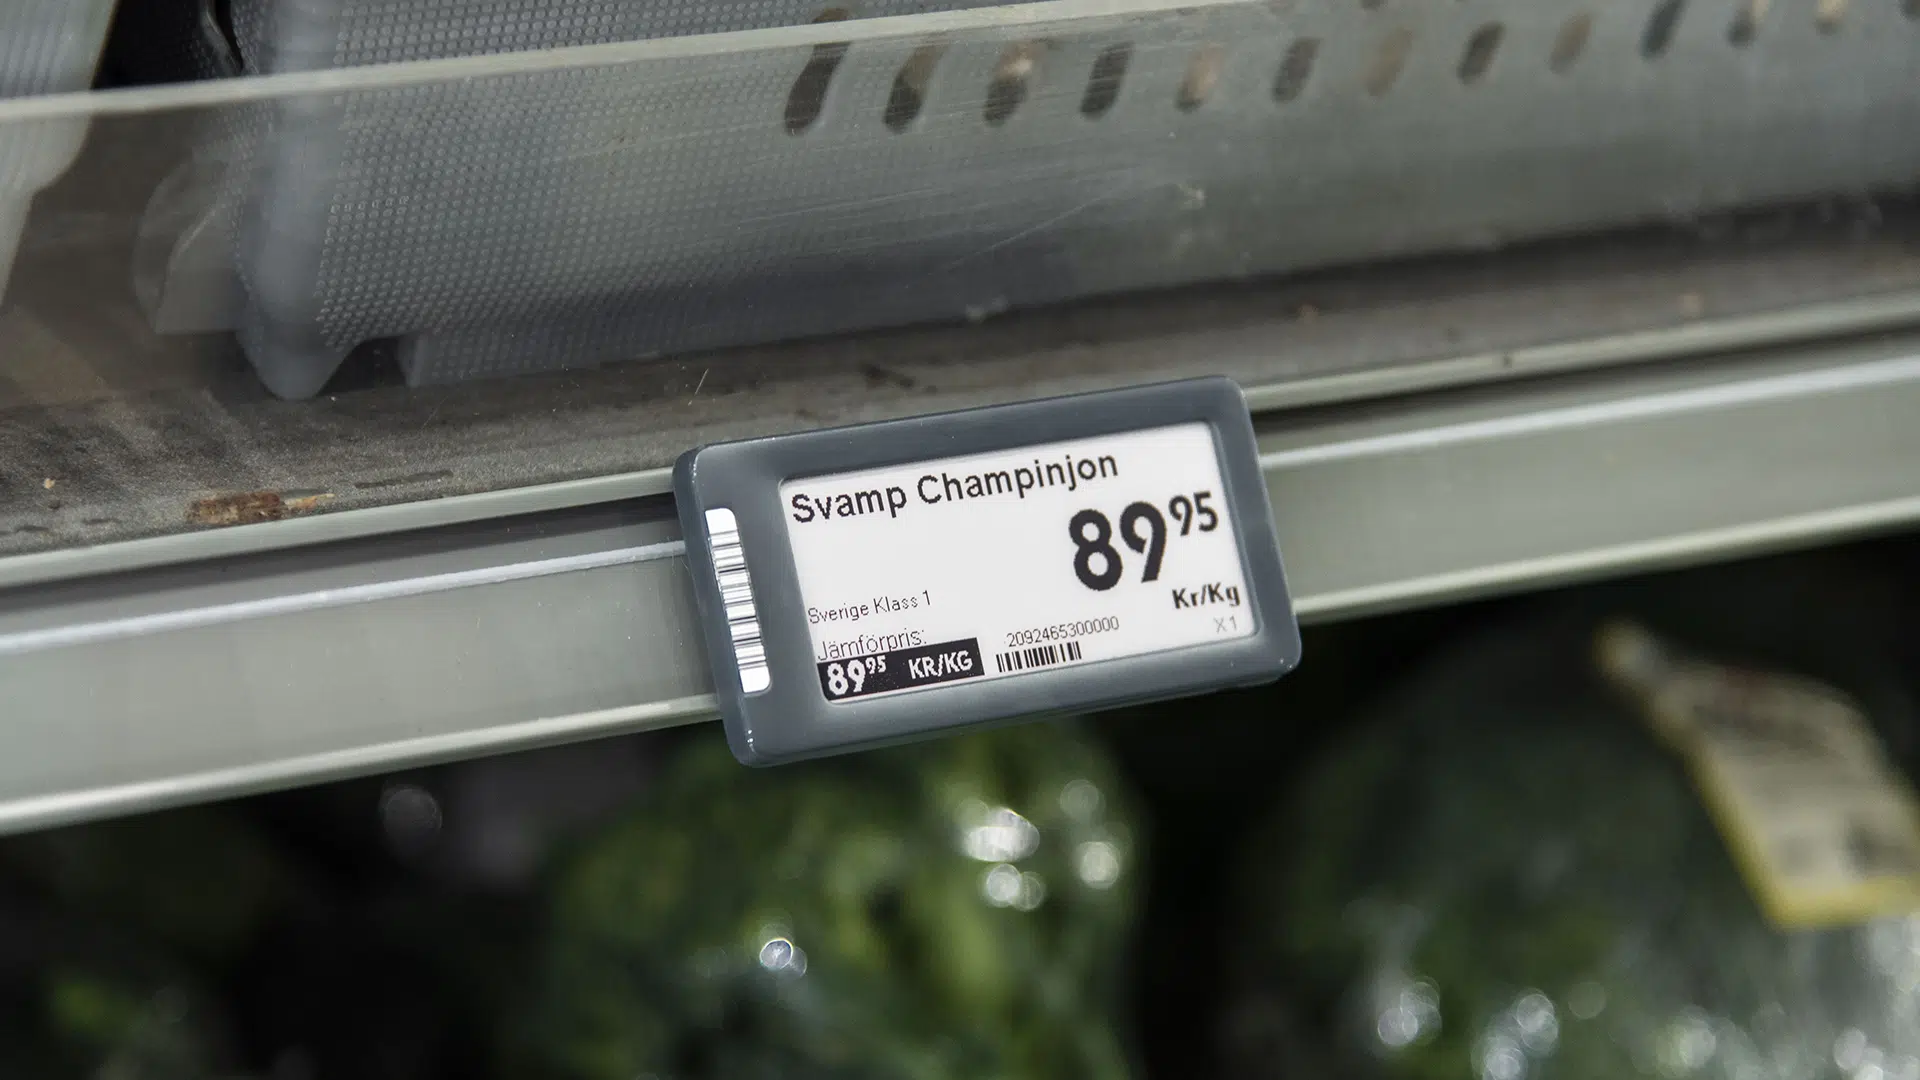 Svamp Champinjon
89 95
Kr/Kg
Sverige Klass 1
Jämförpris:
89 95 KR/KG
2092465300000
X1